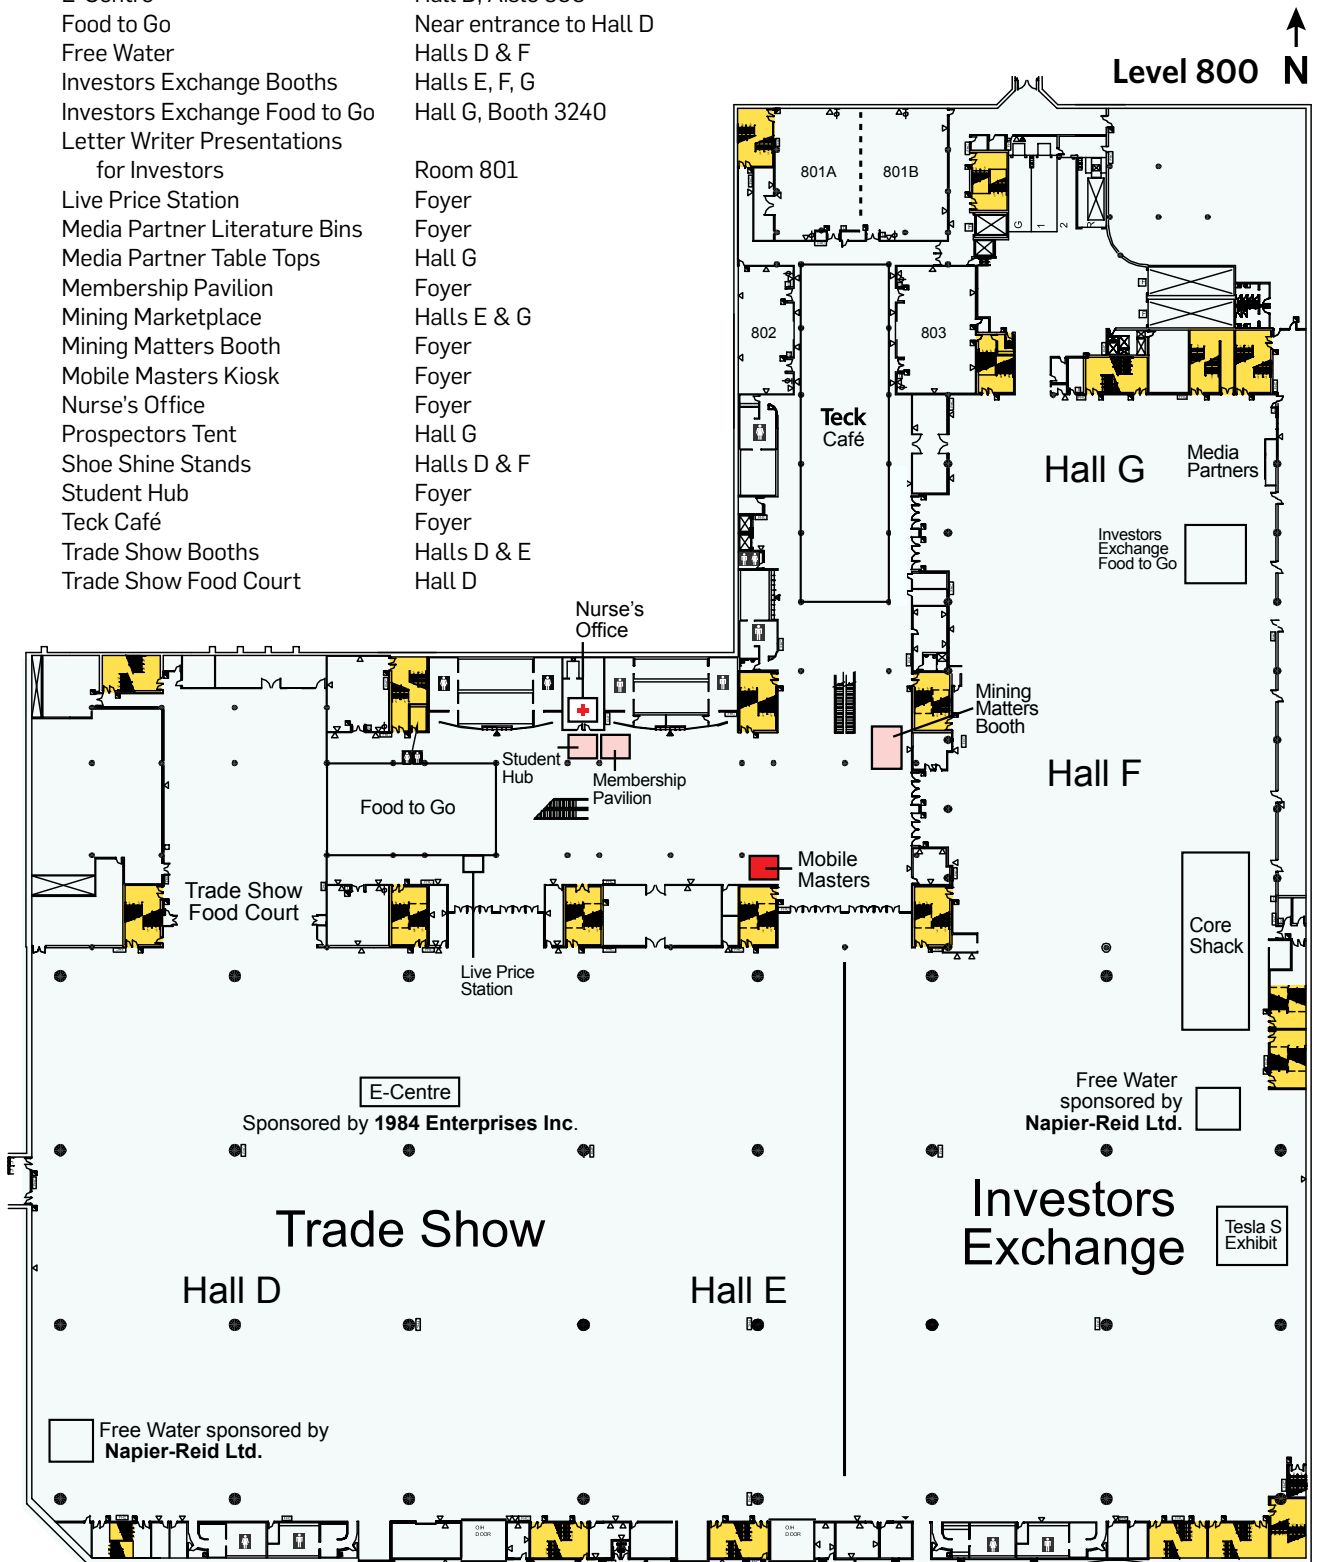 Food to Go Near entrance to Hall D
Free Water Halls D & F
Investors Exchange Booths Halls E, F, G
Investors Exchange Food to Go Hall G, Booth 3240
Letter Writer Presentations
for Investors Room 801
Live Price Station Foyer
Media Partner Literature Bins Foyer
Media Partner Table Tops Hall G
Membership Pavilion Foyer
Mining Marketplace Halls E & G
Mining Matters Booth Foyer
Mobile Masters Kiosk Foyer
Nurse’s Office Foyer
Prospectors Tent Hall G
Shoe Shine Stands Halls D & F
Student Hub Foyer
Teck Café Foyer
Trade Show Booths Halls D & E
Trade Show Food Court Hall D
Level 800 N
801A
801B
G
1
2
R
802
803
Teck
Café
Hall G
Media
Partners
Investors
Exchange
Food to Go
Nurse’s
Office
Mining
Matters
Booth
Student
Hub
Membership
Pavilion
Hall F
Food to Go
Mobile
Masters
Trade Show
Food Court
Core
Shack
Live Price
Station
E-Centre
Sponsored by 1984 Enterprises Inc.
Free Water
sponsored by
Napier-Reid Ltd.
Trade Show
Investors
Exchange
Tesla S
Exhibit
Hall D
Hall E
Free Water sponsored by
Napier-Reid Ltd.
O/H
DOOR
O/H
DOOR